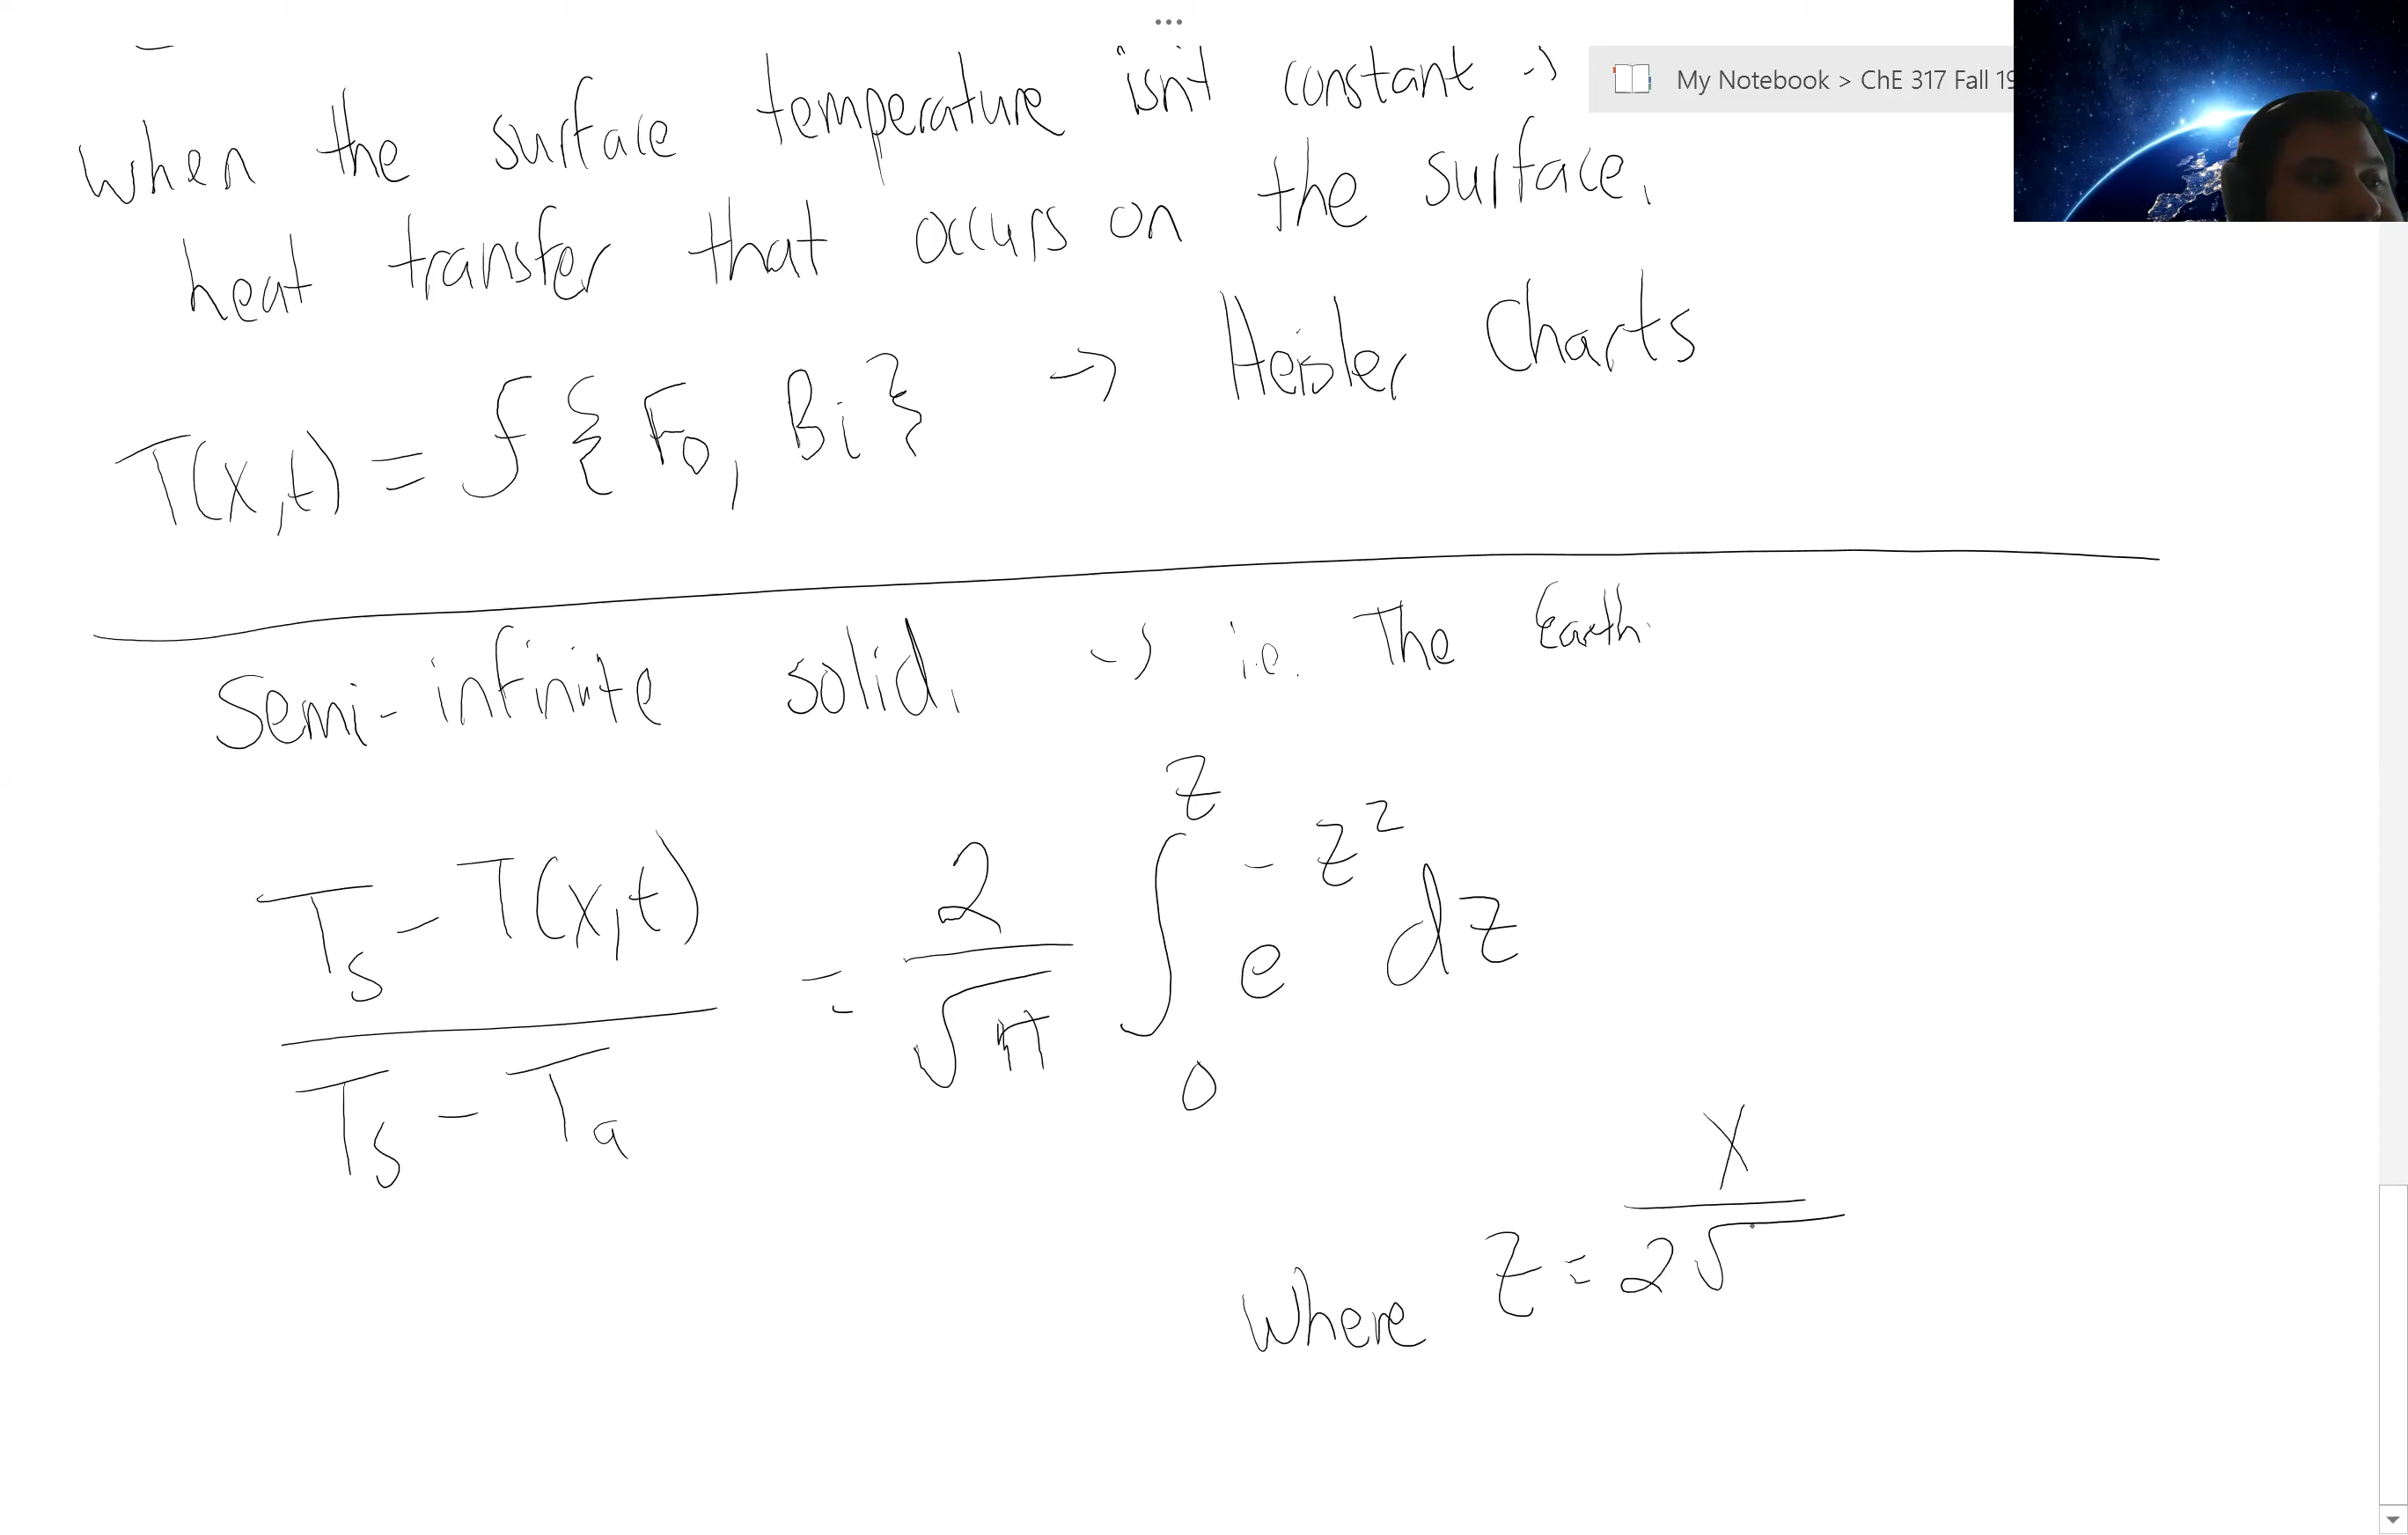 ...
My Notebook > ChE 317 Fall 19
When the surface temperature isn't constant →
heat transfer that occurs on the surface.
T(x,t) = f { Fo, Bi } → Heisler Charts
Semi-infinite solid. → i.e. The Earth.
(Ts - T(x,t)) / (Ts - Ta) = 2/√π ∫₀^z e^(-z²) dz
Where z = x / 2√